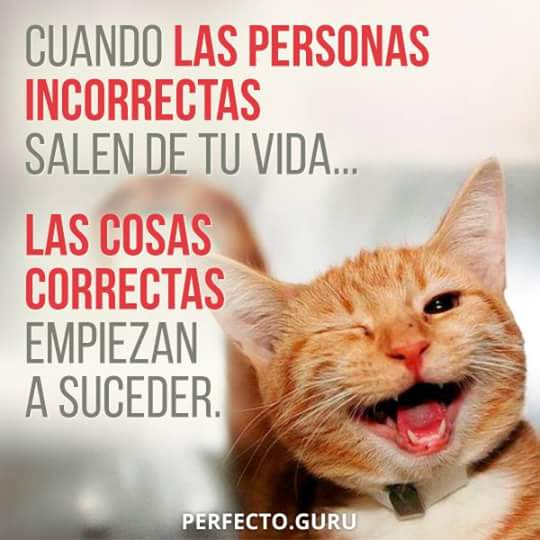 CUANDO LAS PERSONAS
INCORRECTAS
SALEN DE TU VIDA...
LAS COSAS
CORRECTAS
EMPIEZAN
A SUCEDER.
PERFECTO.GURU